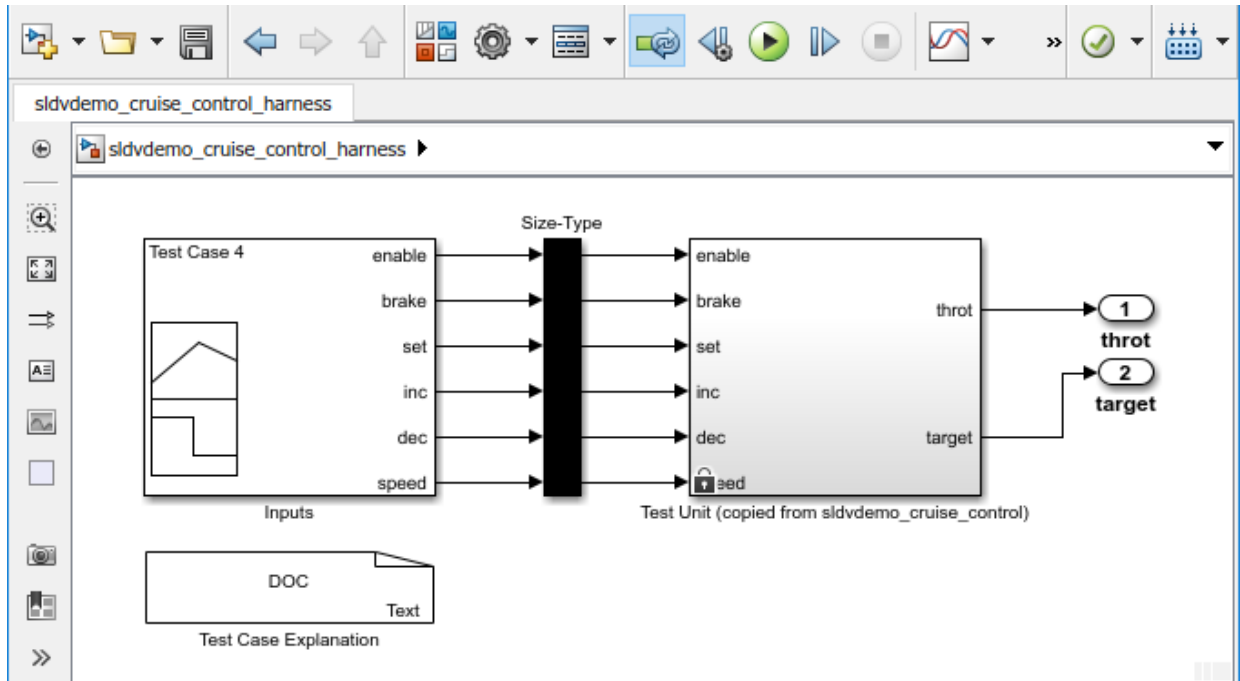 sldvdemo_cruise_control_harness
sldvdemo_cruise_control_harness
Size-Type
Test Case 4
enable
brake
set
inc
dec
speed
Inputs
enable
brake
set
inc
dec
eed
throt
target
Test Unit (copied from sldvdemo_cruise_control)
1
throt
2
target
DOC
Text
Test Case Explanation